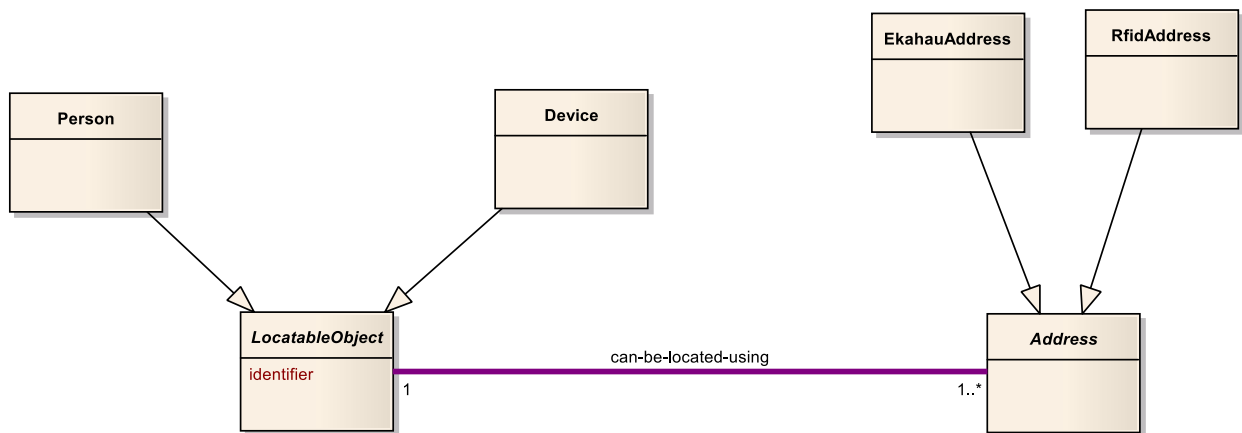 EkahauAddress
RfidAddress
Person
Device
LocatableObject
identifier
can-be-located-using
1
1..*
Address